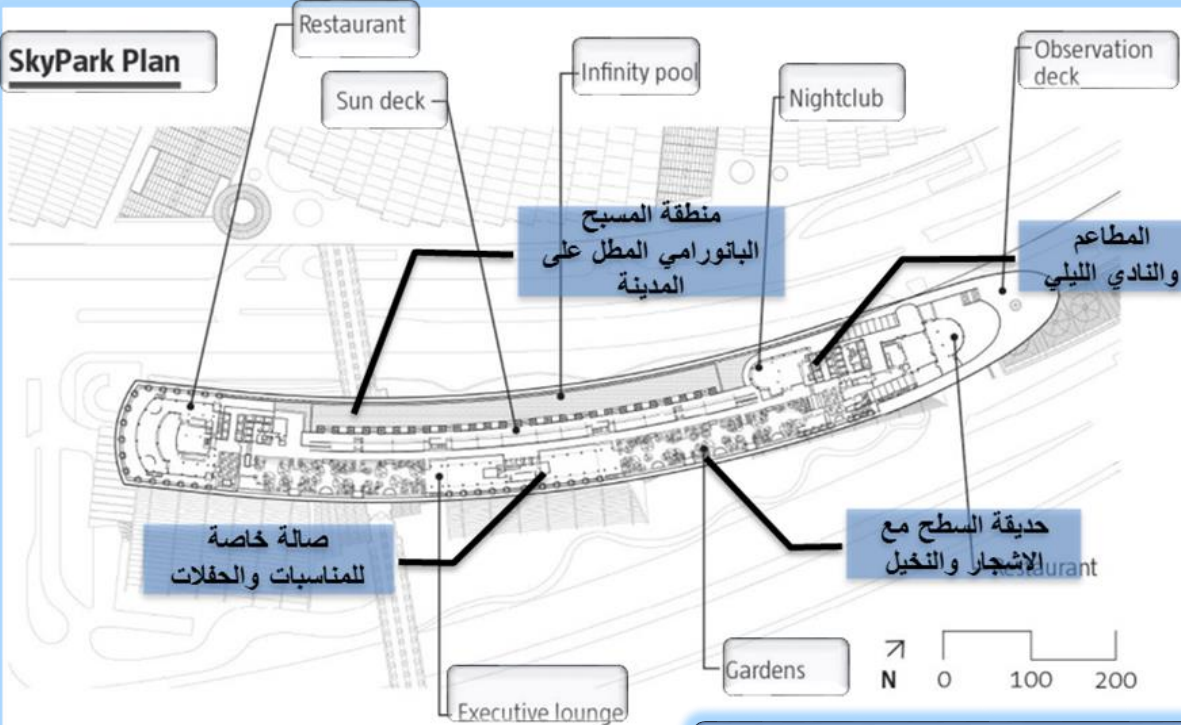 SkyPark Plan
Restaurant
Sun deck
Infinity pool
Nightclub
Observation
deck
منطقة المسبح
البانورامي المطل على
المدينة
المطاعم
والنادي الليلي
صالة خاصة
للمناسبات والحفلات
حديقة السطح مع
الاشجار والنخيل
Restaurant
Executive lounge
Gardens
N 0 100 200